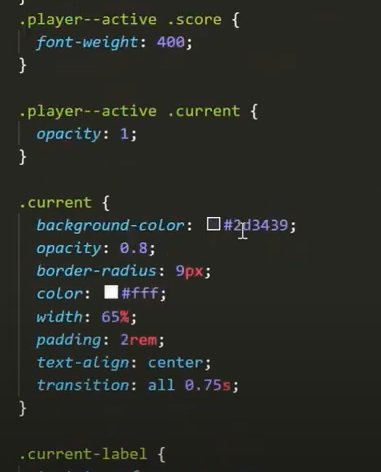 }
.player--active .score {
font-weight: 400;
}
.player--active .current {
opacity: 1;
}
.current {
background-color: #2d3439;
opacity: 0.8;
border-radius: 9px;
color: #fff;
width: 65%;
padding: 2rem;
text-align: center;
transition: all 0.75s;
}
.current-label {